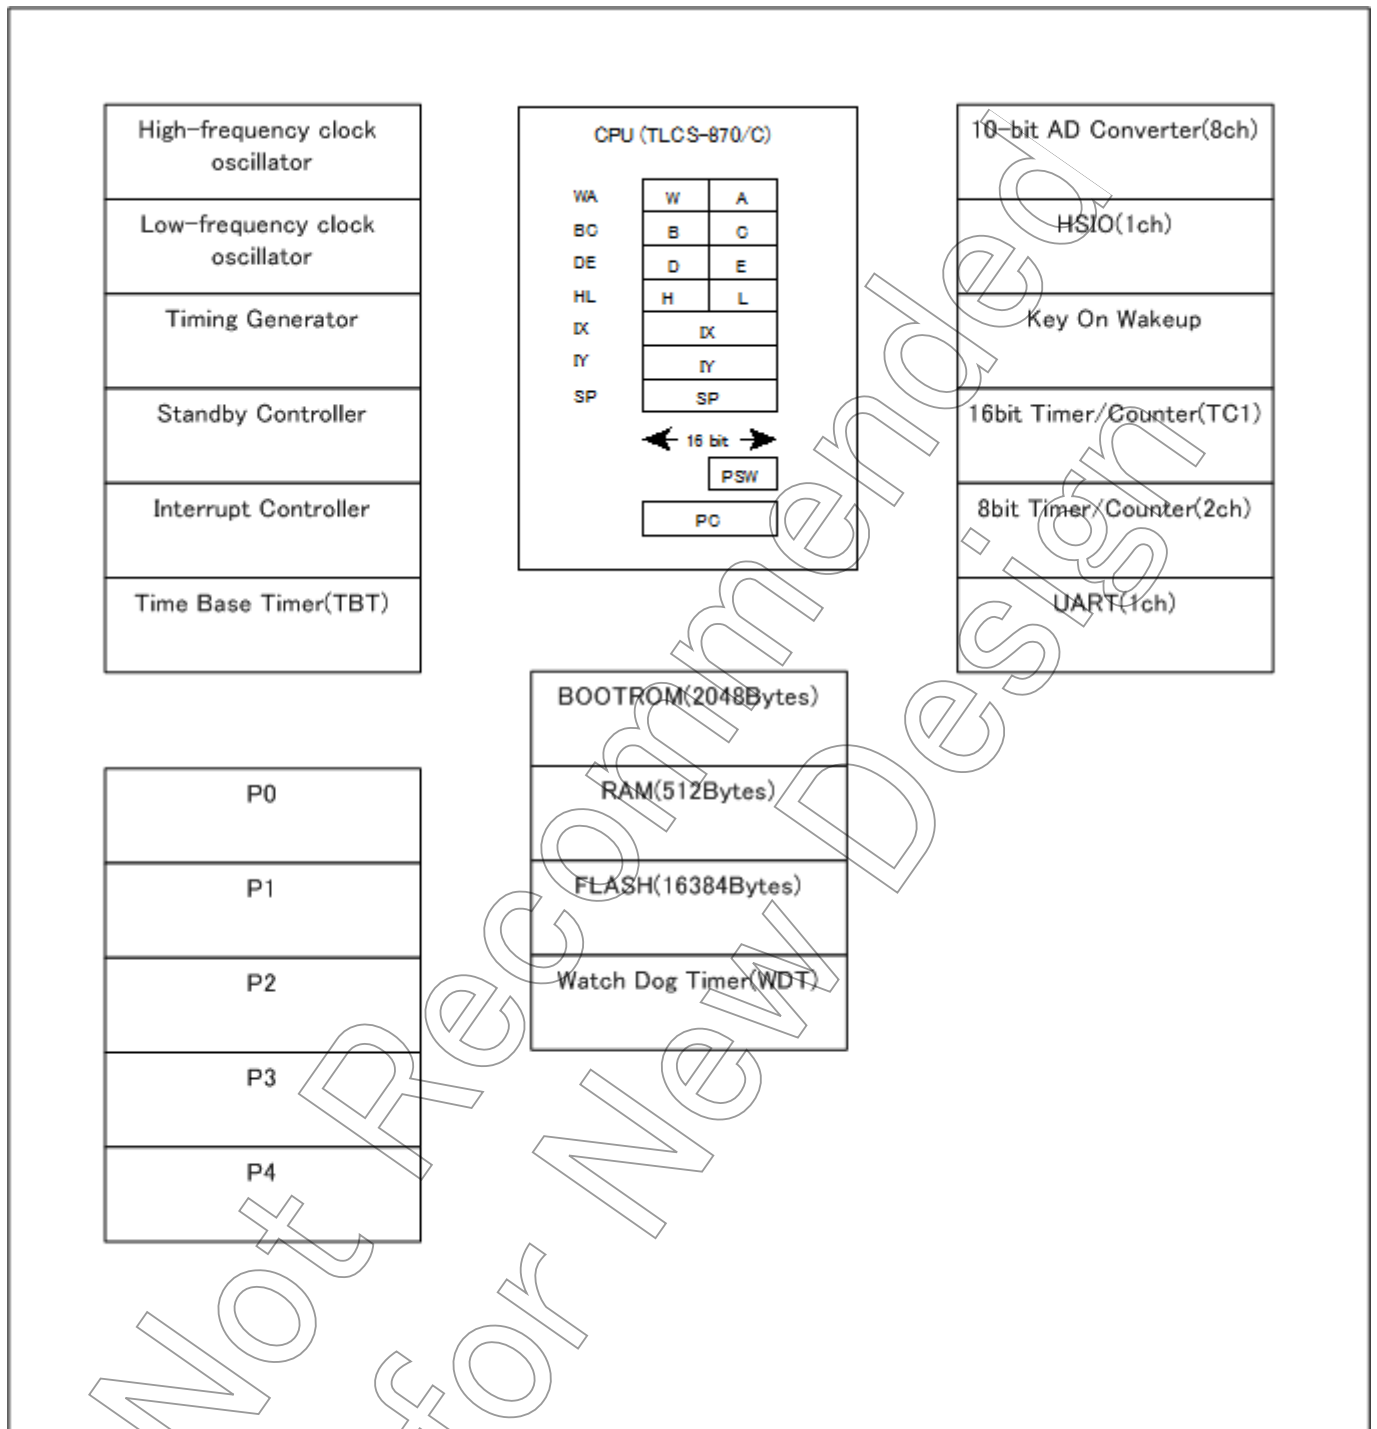 High-frequency clock
oscillator
Low-frequency clock
oscillator
Timing Generator
Standby Controller
Interrupt Controller
Time Base Timer(TBT)
CPU (TLCS-870/C)
WA W A
BC B C
DE D E
HL H L
IX IX
IY IY
SP SP
16 bit
PSW
PC
10-bit AD Converter(8ch)
HSIO(1ch)
Key On Wakeup
16bit Timer/Counter(TC1)
8bit Timer/Counter(2ch)
UART(1ch)
BOOTROM(2048Bytes)
RAM(512Bytes)
FLASH(16384Bytes)
Watch Dog Timer(WDT)
P0
P1
P2
P3
P4
Not Recommended
for New Design